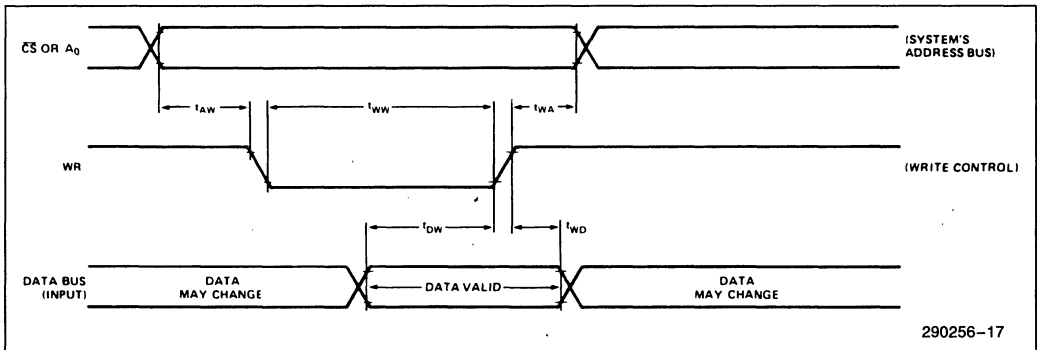 C̅S̅ OR A₀
(SYSTEM'S
ADDRESS BUS)
tAW
tWW
tWA
WR
(WRITE CONTROL)
tDW
tWD
DATA BUS
(INPUT)
DATA
MAY CHANGE
DATA VALID
DATA
MAY CHANGE
290256–17